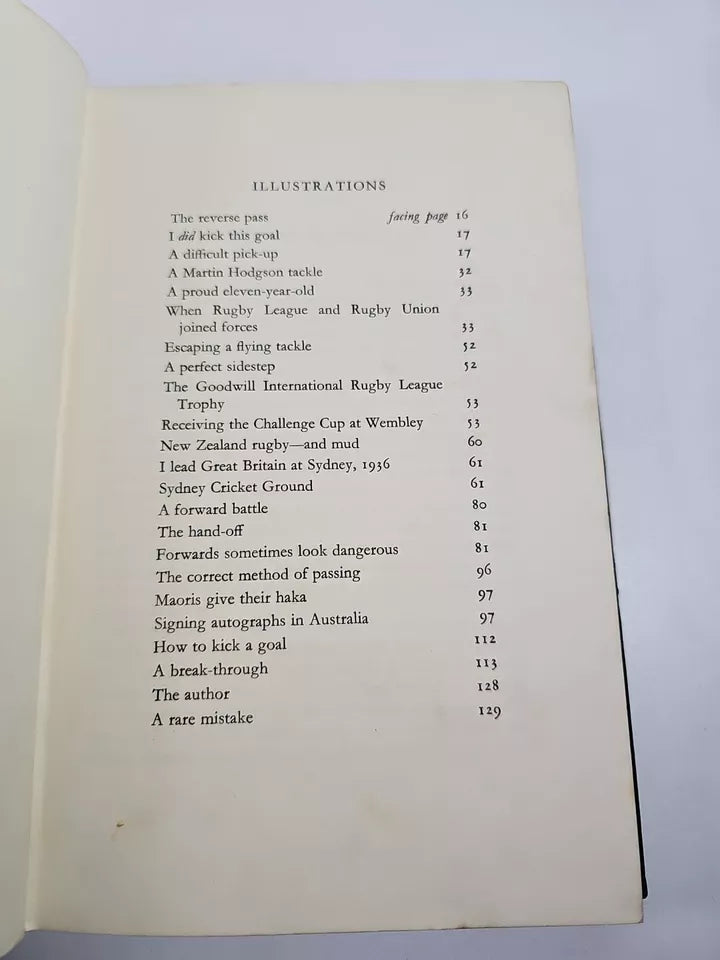 ILLUSTRATIONS
The reverse pass facing page 16
I did kick this goal 17
A difficult pick-up 17
A Martin Hodgson tackle 32
A proud eleven-year-old 33
When Rugby League and Rugby Union
joined forces 33
Escaping a flying tackle 52
A perfect sidestep 52
The Goodwill International Rugby League
Trophy 53
Receiving the Challenge Cup at Wembley 53
New Zealand rugby—and mud 60
I lead Great Britain at Sydney, 1936 61
Sydney Cricket Ground 61
A forward battle 80
The hand-off 81
Forwards sometimes look dangerous 81
The correct method of passing 96
Maoris give their haka 97
Signing autographs in Australia 97
How to kick a goal 112
A break-through 113
The author 128
A rare mistake 129